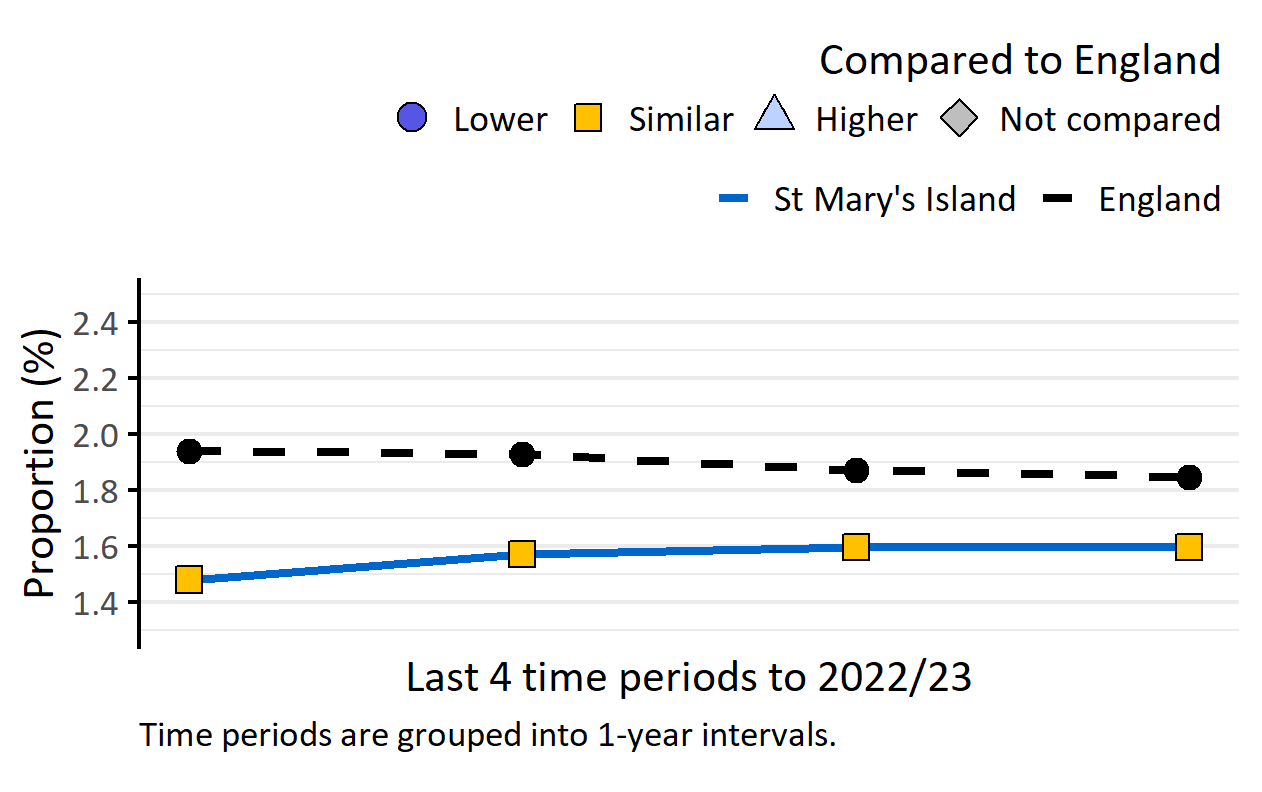 Compared to England
Lower Similar Higher Not compared
St Mary's Island England
Proportion (%)
2.4
2.2
2.0
1.8
1.6
1.4
Last 4 time periods to 2022/23
Time periods are grouped into 1-year intervals.